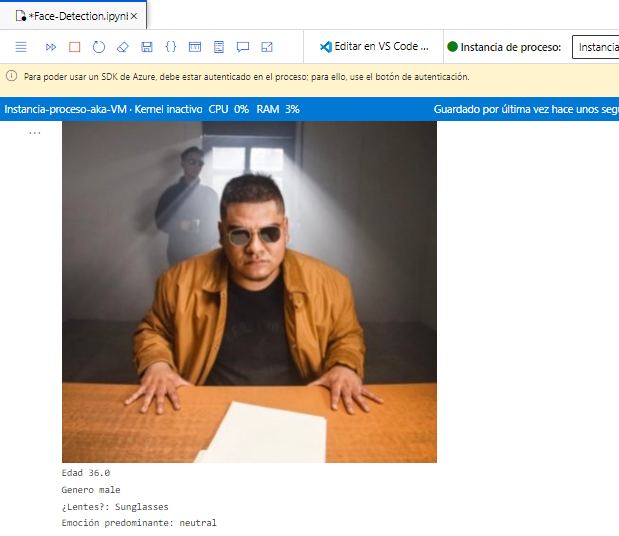 *Face-Detection.ipynb
Editar en VS Code ...
Instancia de proceso:
Instancia
Para poder usar un SDK de Azure, debe estar autenticado en el proceso; para ello, use el botón de autenticación.
Instancia-proceso-aka-VM · Kernel inactivo CPU 0% RAM 3%
Guardado por última vez hace unos seg
Edad 36.0
Genero male
¿Lentes?: Sunglasses
Emoción predominante: neutral